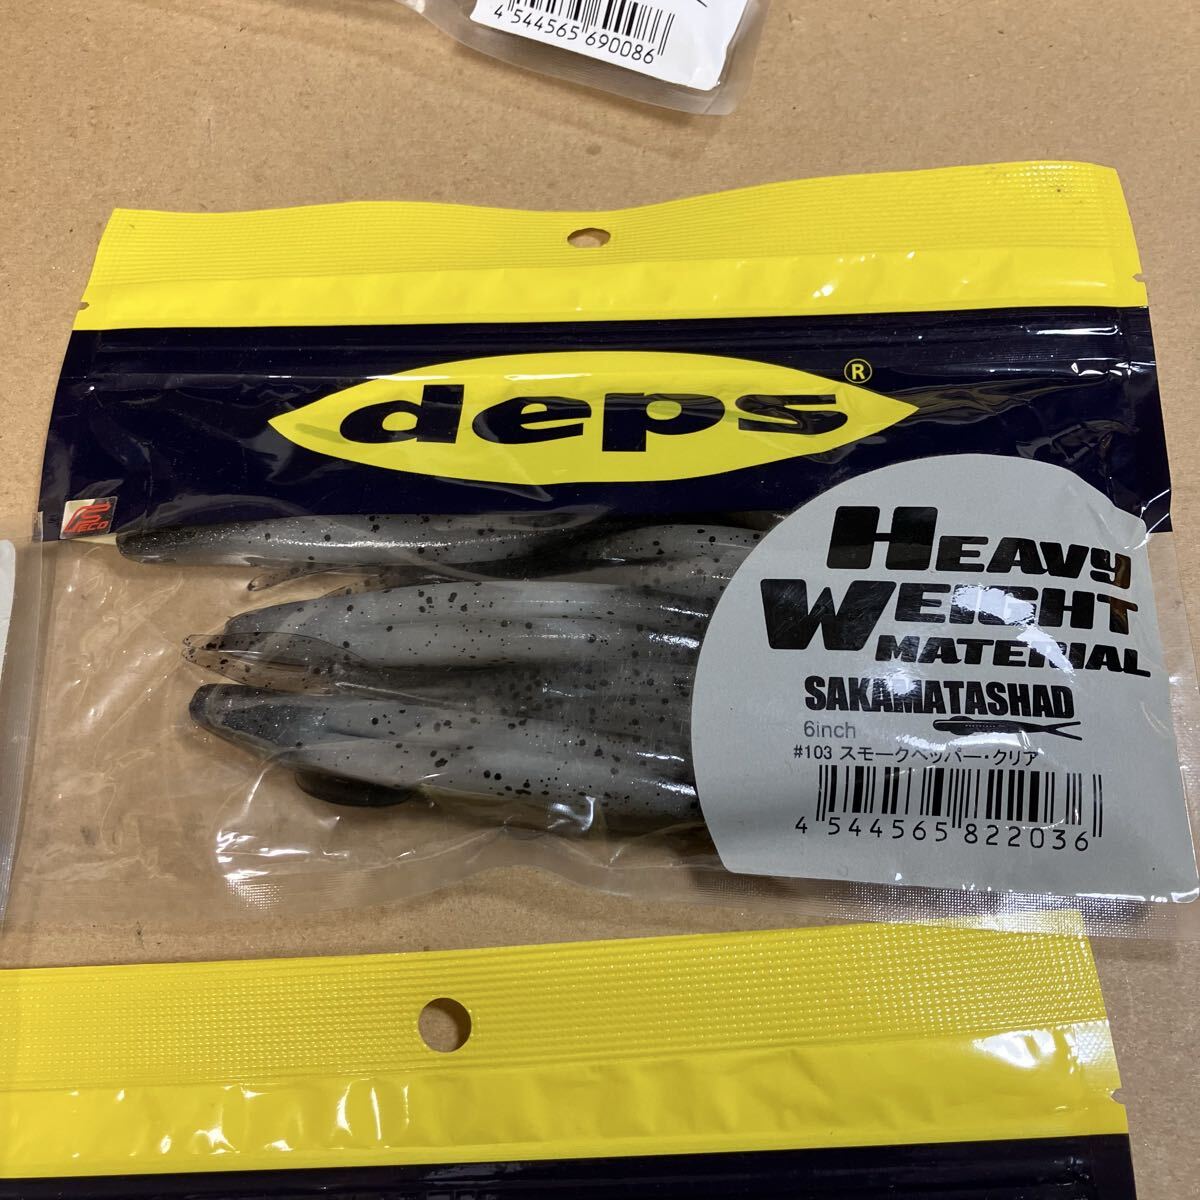 4 544565 690086
deps®
ECO
HEAVY
WEIGHT
MATERIAL
SAKAMATASHAD
6inch
#103 スモークペッパー・クリア
4 544565 822036